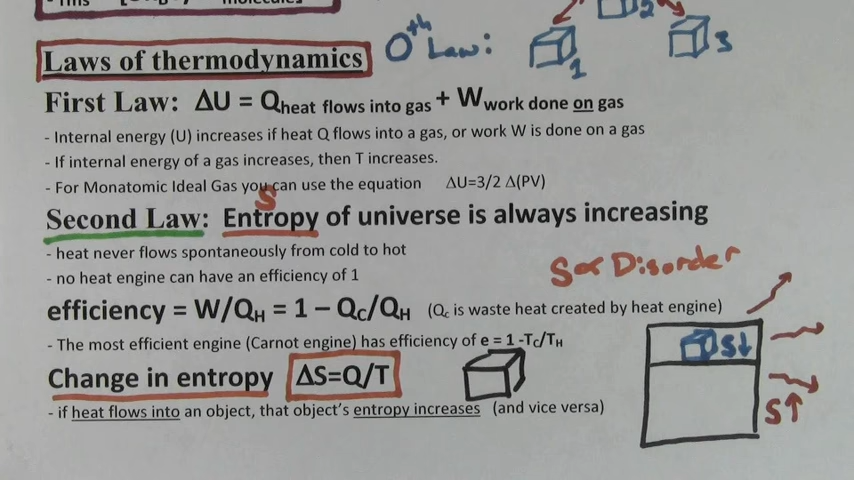 - This molecule]
Laws of thermodynamics 0th Law: 1 2 3
First Law: ΔU = Qheat flows into gas + Wwork done on gas
- Internal energy (U) increases if heat Q flows into a gas, or work W is done on a gas
- If internal energy of a gas increases, then T increases.
- For Monatomic Ideal Gas you can use the equation ΔU=3/2 Δ(PV)
S
Second Law: Entropy of universe is always increasing
- heat never flows spontaneously from cold to hot
S∝ Disorder
- no heat engine can have an efficiency of 1
efficiency = W/QH = 1 – QC/QH (Qc is waste heat created by heat engine)
- The most efficient engine (Carnot engine) has efficiency of e = 1 -TC/TH
S↓
Change in entropy ΔS=Q/T
- if heat flows into an object, that object's entropy increases (and vice versa)
S↑